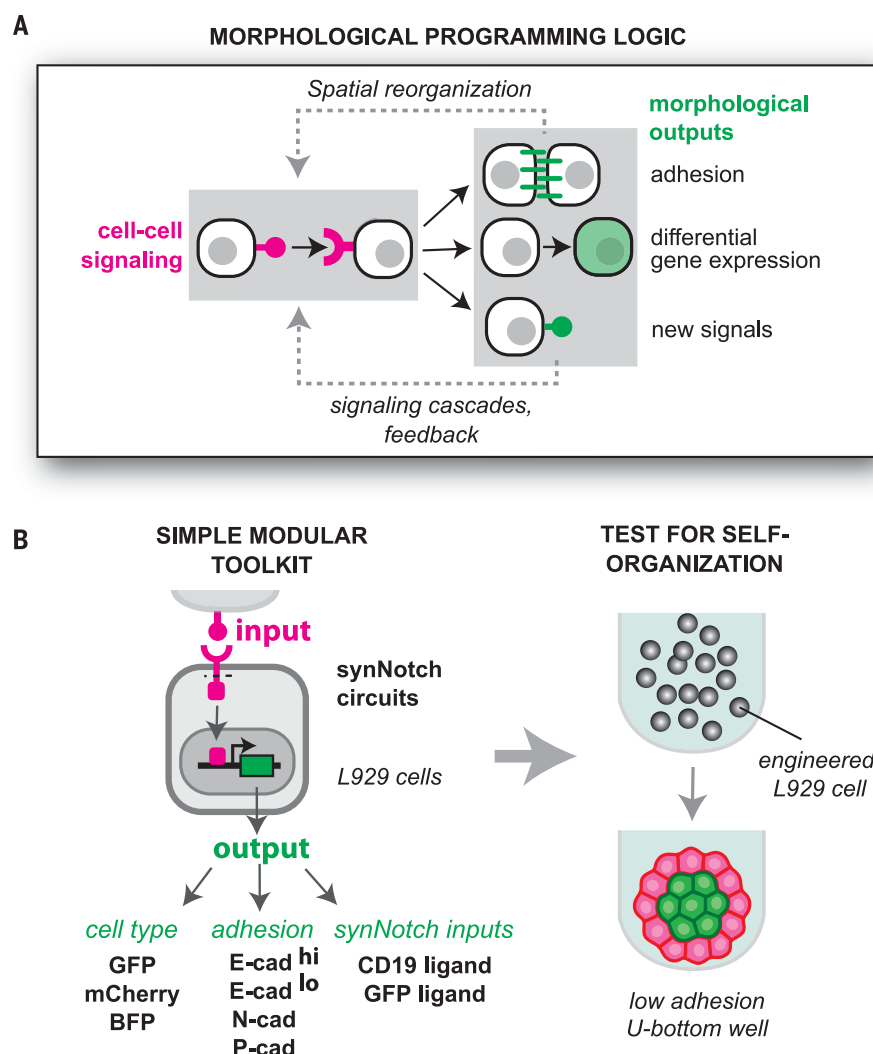 A
MORPHOLOGICAL PROGRAMMING LOGIC
Spatial reorganization
morphological
outputs
adhesion
cell-cell
signaling
differential
gene expression
new signals
signaling cascades,
feedback
B
SIMPLE MODULAR
TOOLKIT
TEST FOR SELF-
ORGANIZATION
input
synNotch
circuits
L929 cells
engineered
L929 cell
output
cell type
adhesion
synNotch inputs
GFP
mCherry
BFP
E-cad hi
E-cad lo
N-cad
P-cad
CD19 ligand
GFP ligand
low adhesion
U-bottom well